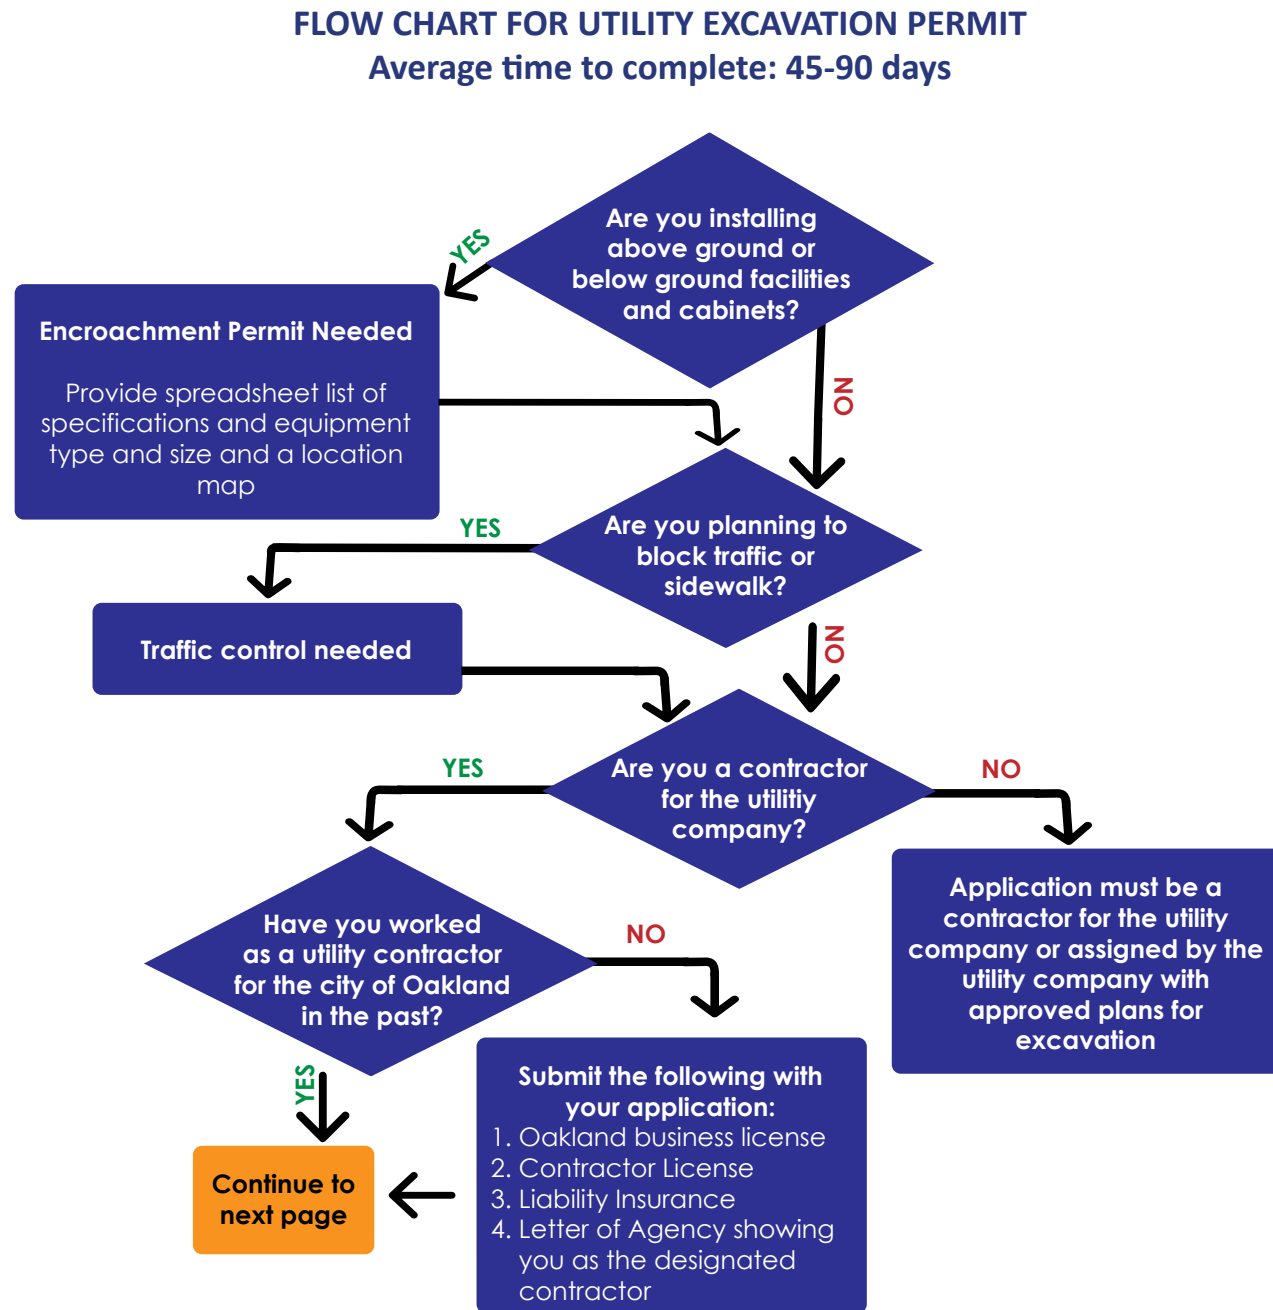 FLOW CHART FOR UTILITY EXCAVATION PERMIT
Average time to complete: 45-90 days
Are you installing
above ground or
below ground facilities
and cabinets?
YES
NO
Encroachment Permit Needed
Provide spreadsheet list of
specifications and equipment
type and size and a location
map
Are you planning to
block traffic or
sidewalk?
YES
NO
Traffic control needed
Are you a contractor
for the utilitiy
company?
YES
NO
Application must be a
contractor for the utility
company or assigned by the
utility company with
approved plans for
excavation
Have you worked
as a utility contractor
for the city of Oakland
in the past?
NO
YES
Submit the following with
your application:
1. Oakland business license
2. Contractor License
3. Liability Insurance
4. Letter of Agency showing
you as the designated
contractor
Continue to
next page